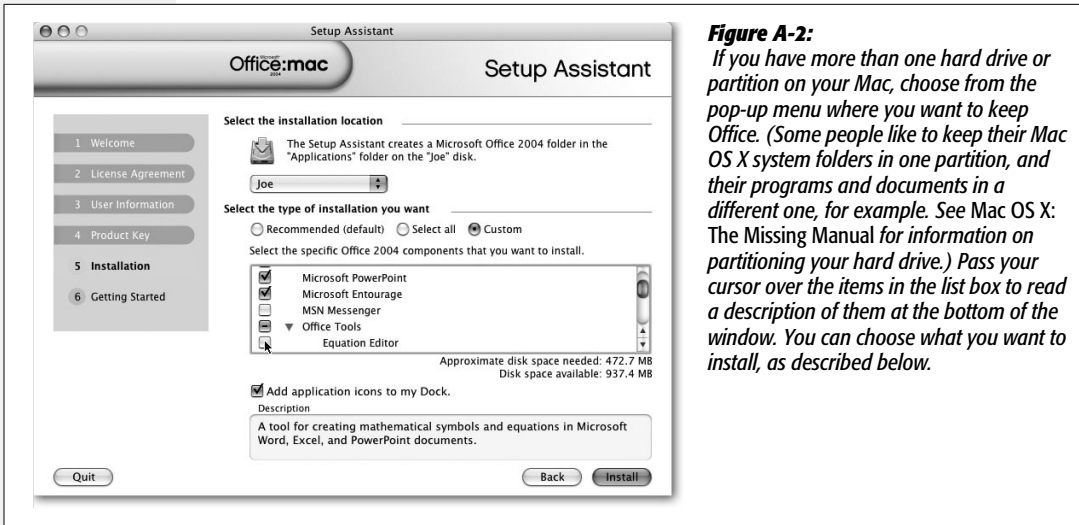 Setup Assistant
Microsoft
Office:mac
2004
Setup Assistant
1 Welcome
2 License Agreement
3 User Information
4 Product Key
5 Installation
6 Getting Started
Select the installation location
The Setup Assistant creates a Microsoft Office 2004 folder in the
"Applications" folder on the "Joe" disk.
Joe
Select the type of installation you want
Recommended (default) Select all Custom
Select the specific Office 2004 components that you want to install.
Microsoft PowerPoint
Microsoft Entourage
MSN Messenger
Office Tools
Equation Editor
Approximate disk space needed: 472.7 MB
Disk space available: 937.4 MB
Add application icons to my Dock.
Description
A tool for creating mathematical symbols and equations in Microsoft
Word, Excel, and PowerPoint documents.
Quit
Back
Install
Figure A-2:
If you have more than one hard drive or
partition on your Mac, choose from the
pop-up menu where you want to keep
Office. (Some people like to keep their Mac
OS X system folders in one partition, and
their programs and documents in a
different one, for example. See Mac OS X:
The Missing Manual for information on
partitioning your hard drive.) Pass your
cursor over the items in the list box to read
a description of them at the bottom of the
window. You can choose what you want to
install, as described below.